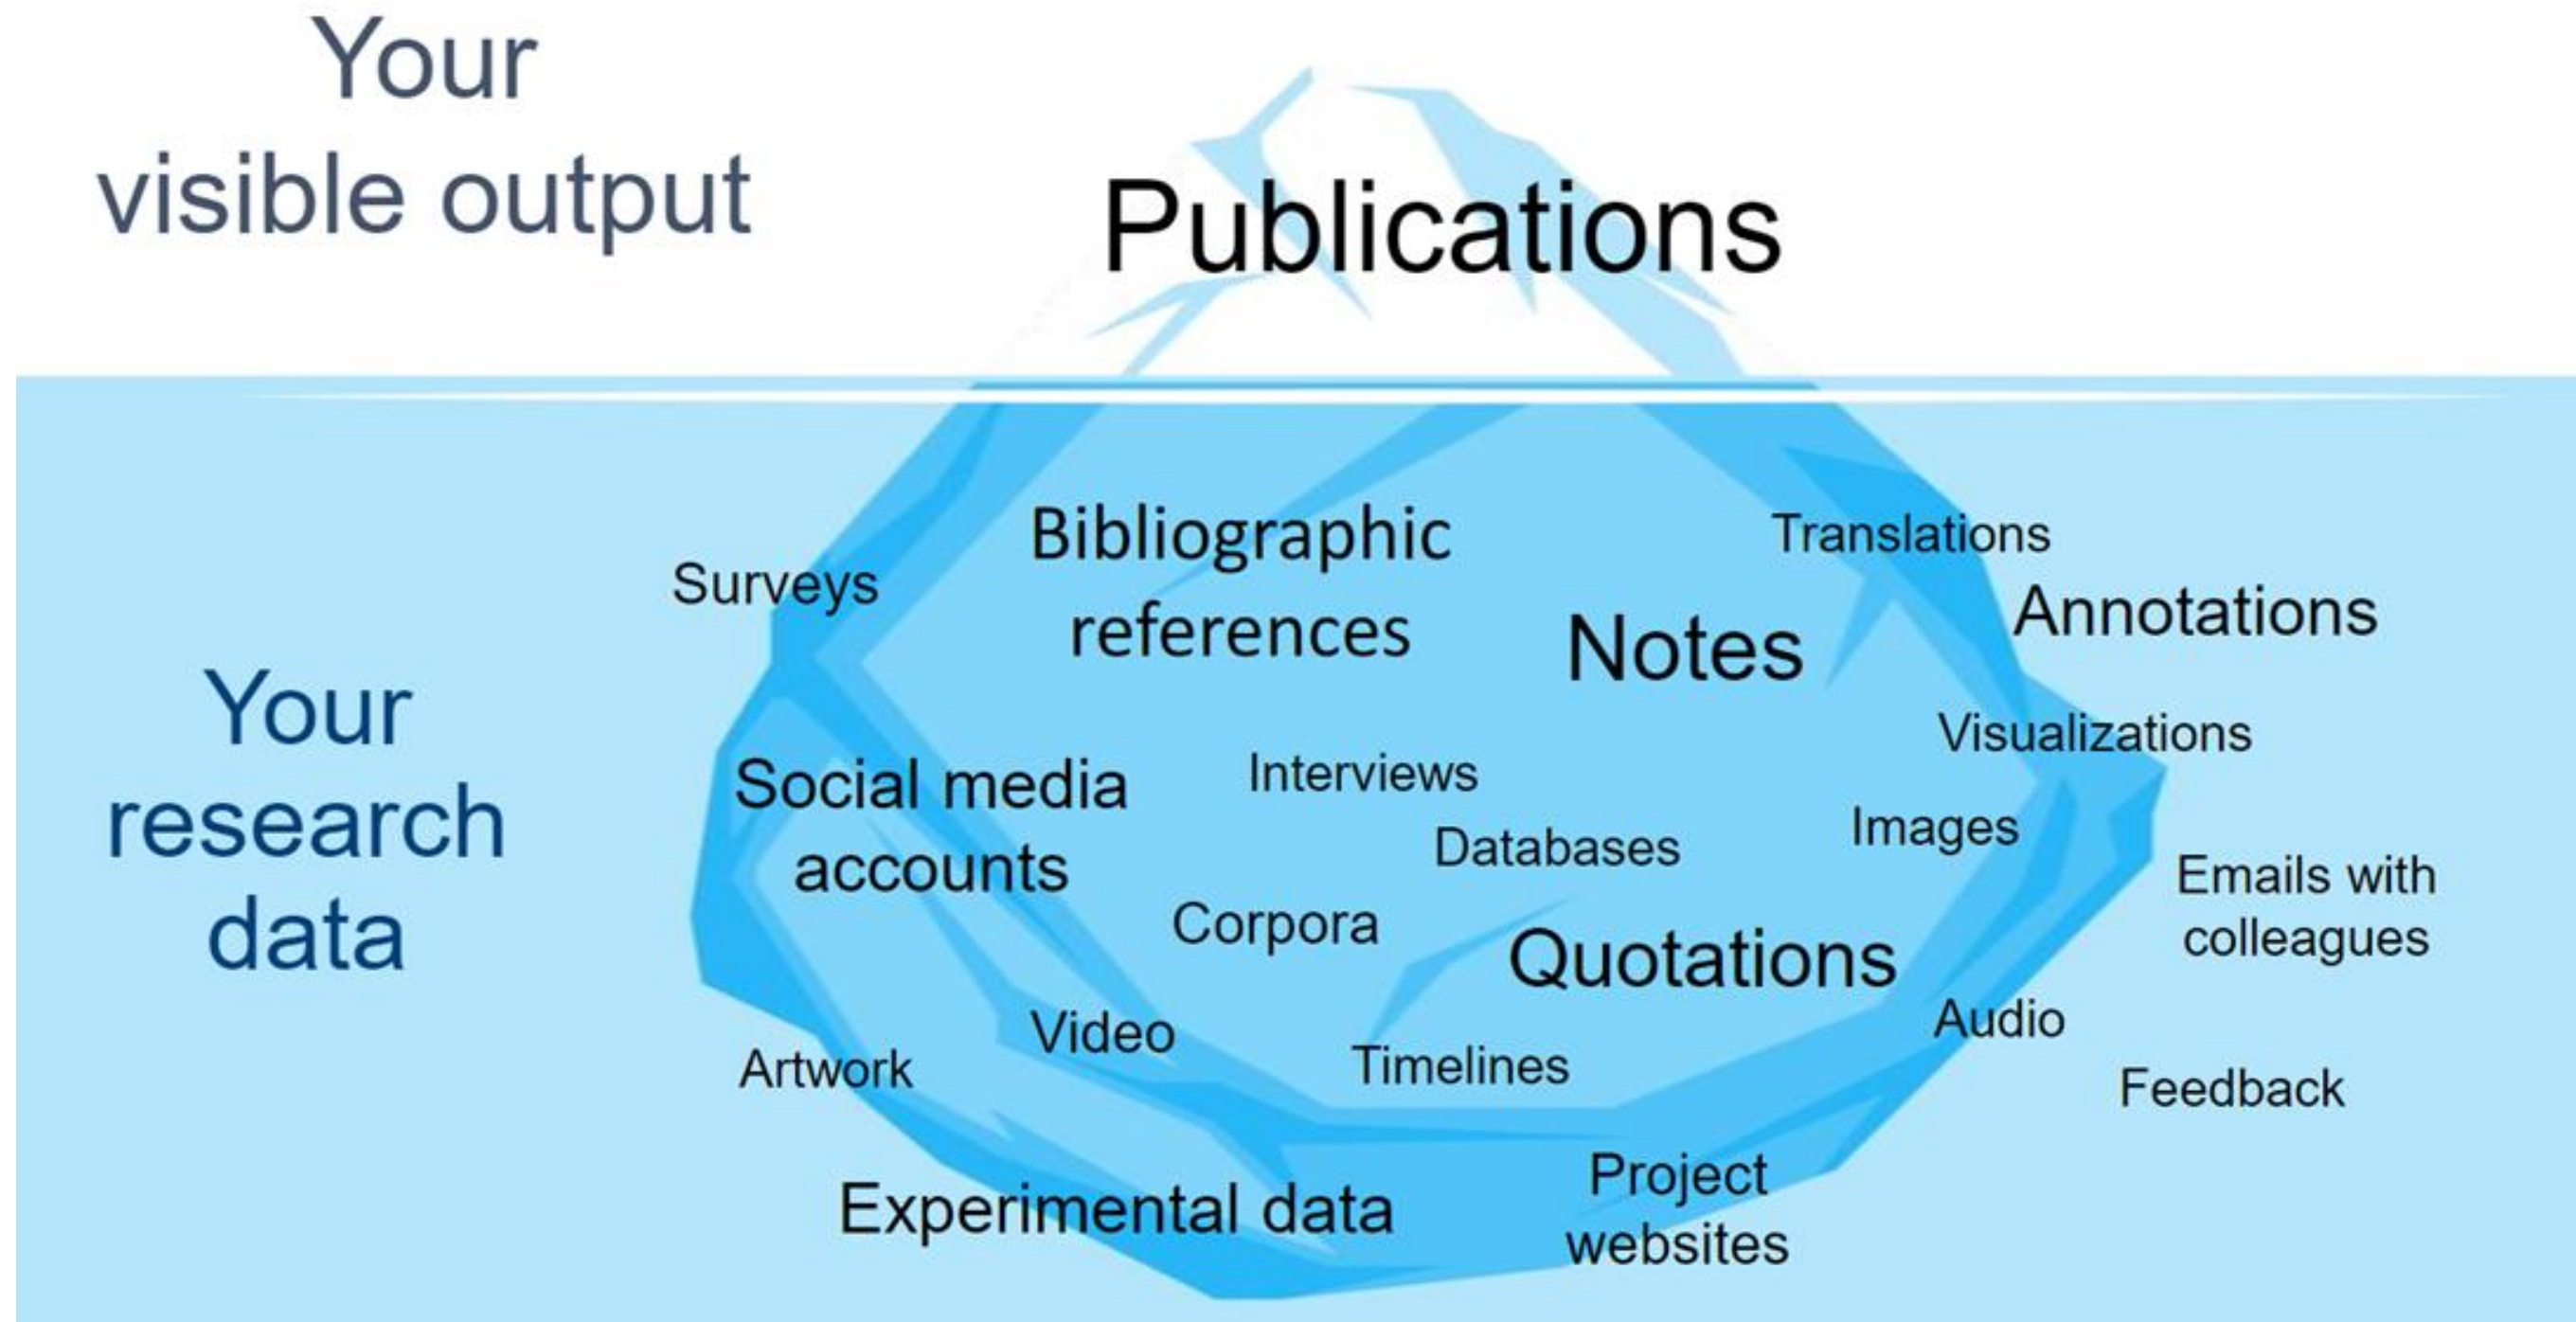 Your
visible output
Publications
Bibliographic
references
Translations
Surveys
Annotations
Notes
Your
research
data
Visualizations
Social media
accounts
Interviews
Images
Databases
Emails with
colleagues
Corpora
Quotations
Audio
Video
Artwork
Timelines
Feedback
Experimental data
Project
websites